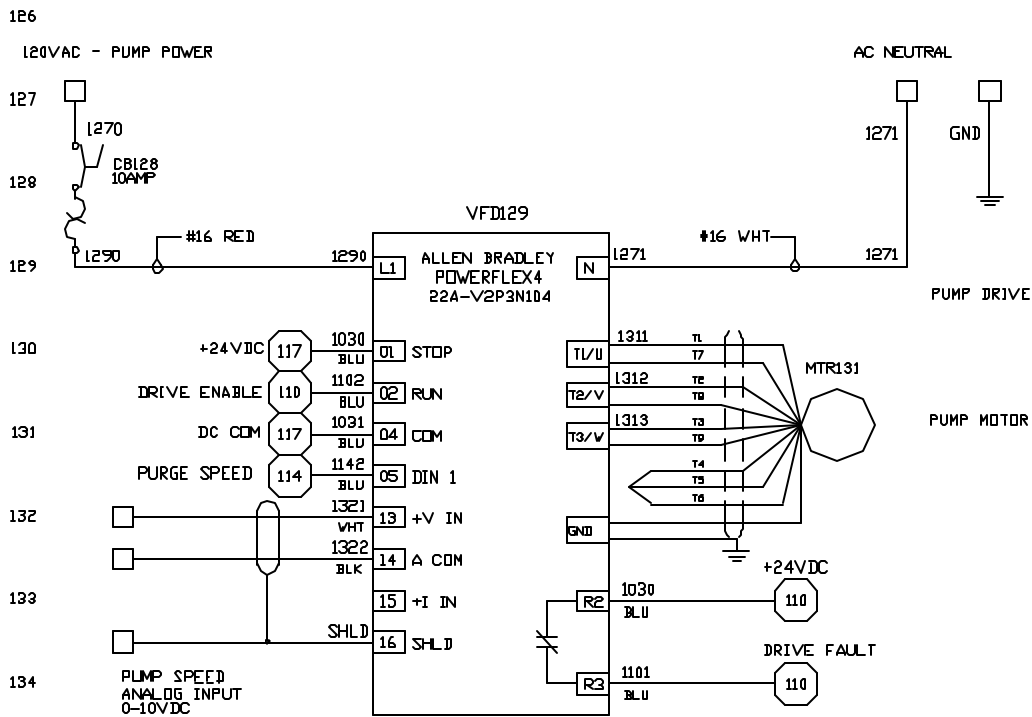 126
120VAC - PUMP POWER
AC NEUTRAL
127
1270
1271
GND
CB128
10AMP
128
VFD129
#16 RED
#16 WHT
129
1290
1290
L1
ALLEN BRADLEY
POWERFLEX4
22A-V2P3N104
N
1271
1271
PUMP DRIVE
130
+24VDC
117
1030
BLU
01
STOP
T1/U
1311
T1
T7
MTR131
DRIVE ENABLE
110
1102
BLU
02
RUN
T2/V
1312
T2
T8
131
DC COM
117
1031
BLU
04
COM
T3/W
1313
T3
T9
PUMP MOTOR
PURGE SPEED
114
1142
BLU
05
DIN 1
T4
T5
T6
132
1321
WHT
13
+V IN
GND
1322
BLK
14
A COM
+24VDC
133
15
+I IN
R2
1030
BLU
110
SHLD
16
SHLD
DRIVE FAULT
134
PUMP SPEED
ANALOG INPUT
0-10VDC
R3
1101
BLU
110